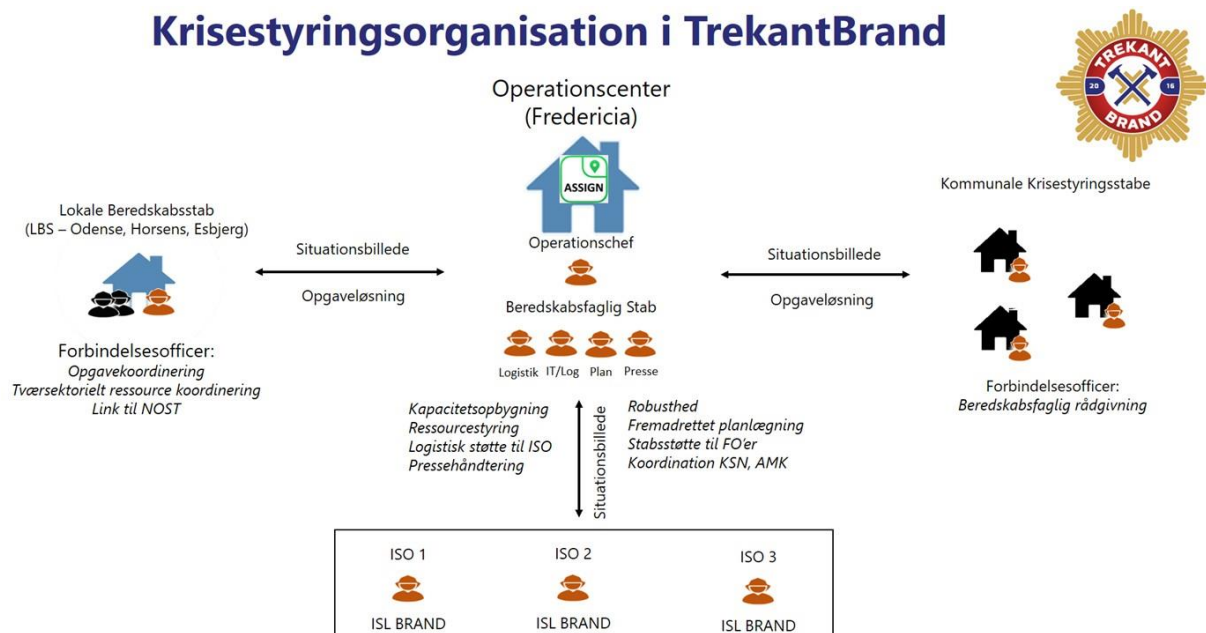 Krisestyringsorganisation i TrekantBrand
TREKANT
20 16
BRAND
Operationscenter
(Fredericia)
ASSIGN
Operationschef
Beredskabsfaglig Stab
Logistik IT/Log Plan Presse
Lokale Beredskabsstab
(LBS – Odense, Horsens, Esbjerg)
Situationsbillede
Opgaveløsning
Forbindelsesofficer:
Opgavekoordinering
Tværsektorielt ressource koordinering
Link til NOST
Kommunale Krisestyringsstabe
Situationsbillede
Opgaveløsning
Forbindelsesofficer:
Beredskabsfaglig rådgivning
Kapacitetsopbygning
Ressourcestyring
Logistisk støtte til ISO
Pressehåndtering
Situationsbillede
Robusthed
Fremadrettet planlægning
Stabsstøtte til FO'er
Koordination KSN, AMK
ISO 1 ISO 2 ISO 3
ISL BRAND ISL BRAND ISL BRAND